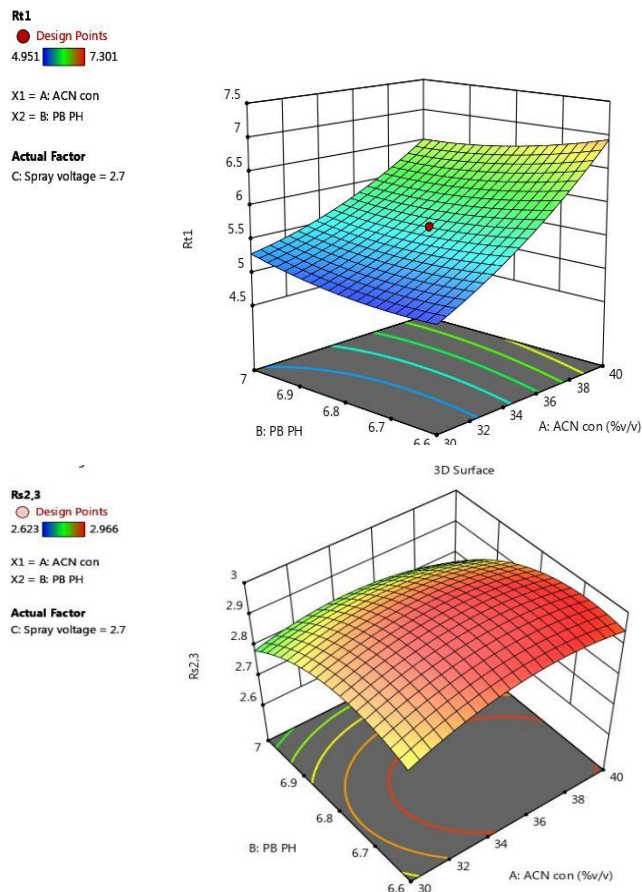 Rt1
Design Points
4.951 7.301
X1 = A: ACN con
X2 = B: PB PH
Actual Factor
C: Spray voltage = 2.7
7.5
7
6.5
6
5.5
5
4.5
Rt1
7
6.9
6.8
6.7
6.6
B: PB PH
30
32
34
36
38
40
A: ACN con (%v/v)
3D Surface
Rs2,3
Design Points
2.623 2.966
X1 = A: ACN con
X2 = B: PB PH
Actual Factor
C: Spray voltage = 2.7
3
2.9
2.8
2.7
2.6
Rs2,3
7
6.9
6.8
6.7
6.6
B: PB PH
30
32
34
36
38
40
A: ACN con (%v/v)